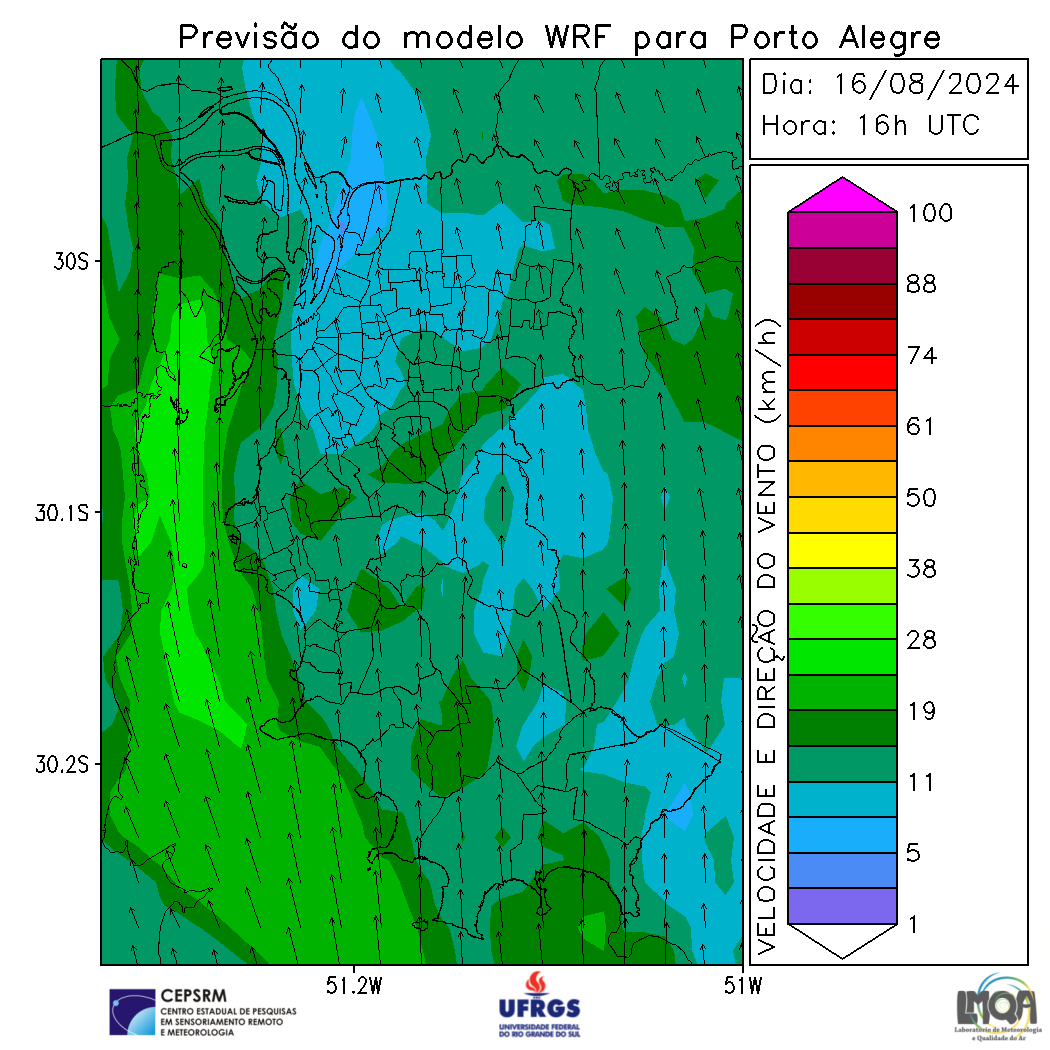 Previsão do modelo WRF para Porto Alegre
Dia: 16/08/2024
Hora: 16h UTC
30S
30.1S
30.2S
51.2W
51W
VELOCIDADE E DIREÇÃO DO VENTO (km/h)
100
88
74
61
50
38
28
19
11
5
1
CEPSRM
CENTRO ESTADUAL DE PESQUISAS
EM SENSORIAMENTO REMOTO
E METEOROLOGIA
UFRGS
UNIVERSIDADE FEDERAL
DO RIO GRANDE DO SUL
LMQA
Laboratório de Meteorologia
e Qualidade do Ar